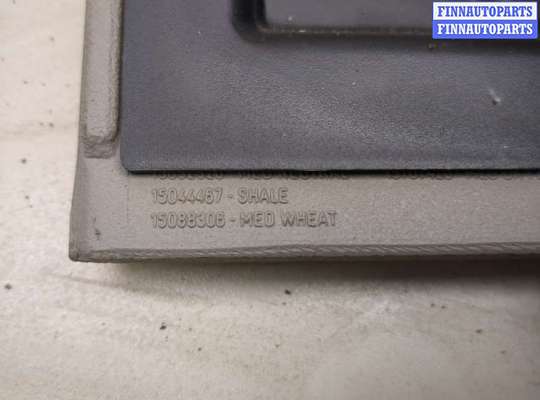 FINNAUTOPARTS
FINNAUTOPARTS
15044467 - SHALE
15088306 - MED WHEAT